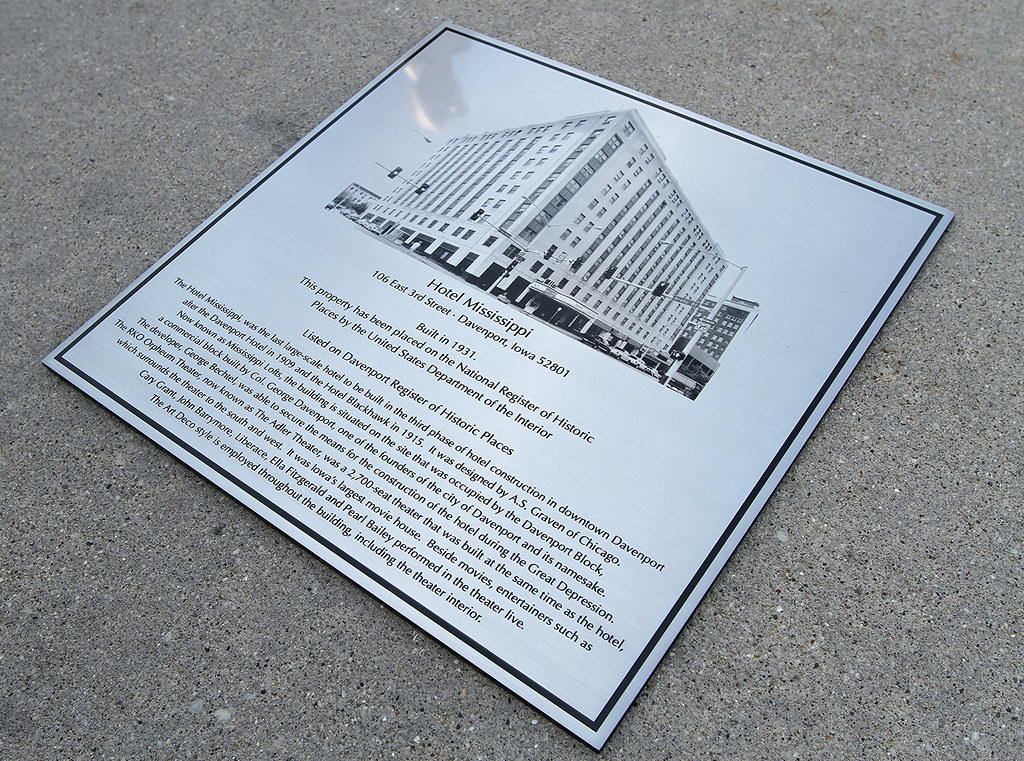 Hotel Mississippi
106 East 3rd Street - Davenport, Iowa 52801
Built in 1931.
This property has been placed on the National Register of Historic
Places by the United States Department of the Interior
Listed on Davenport Register of Historic Places
The Hotel Mississippi, was the last large-scale hotel to be built in the third phase of hotel construction in downtown Davenport
after the Davenport Hotel in 1909 and the Hotel Blackhawk in 1915. It was designed by A.S. Graven of Chicago.
Now known as Mississippi Lofts, the building is situated on the site that was occupied by the Davenport Block,
a commercial block built by Col. George Davenport, one of the founders of the city of Davenport and its namesake.
The developer, George Bechtel, was able to secure the means for the construction of the hotel during the Great Depression.
The RKO Orpheum Theater, now known as The Adler Theater, was a 2,700-seat theater that was built at the same time as the hotel,
which surrounds the theater to the south and west. It was Iowa's largest movie house. Beside movies, entertainers such as
Cary Grant, John Barrymore, Liberace, Ella Fitzgerald and Pearl Bailey performed in the theater live.
The Art Deco style is employed throughout the building, including the theater interior.